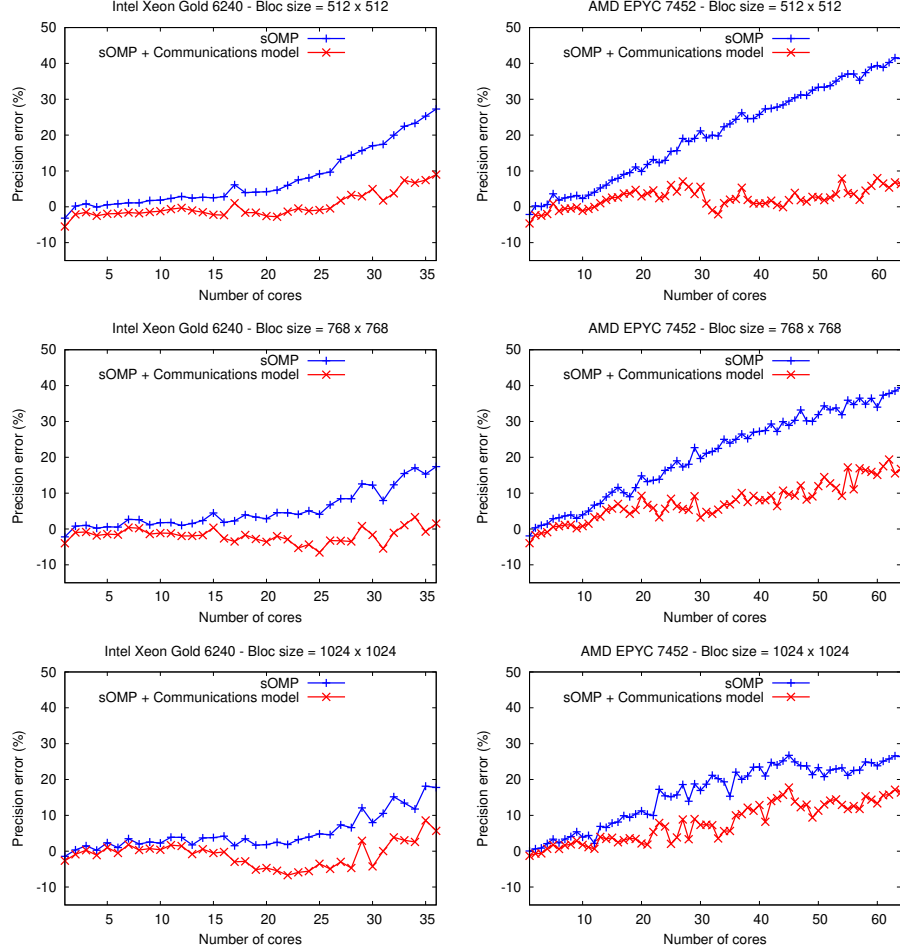 Intel Xeon Gold 6240 - Bloc size = 512 x 512
50
40
30
20
10
0
-10
Precision error (%)
sOMP
sOMP + Communications model
5 10 15 20 25 30 35
Number of cores
AMD EPYC 7452 - Bloc size = 512 x 512
50
40
30
20
10
0
-10
Precision error (%)
sOMP
sOMP + Communications model
10 20 30 40 50 60
Number of cores
Intel Xeon Gold 6240 - Bloc size = 768 x 768
50
40
30
20
10
0
-10
Precision error (%)
sOMP
sOMP + Communications model
5 10 15 20 25 30 35
Number of cores
AMD EPYC 7452 - Bloc size = 768 x 768
50
40
30
20
10
0
-10
Precision error (%)
sOMP
sOMP + Communications model
10 20 30 40 50 60
Number of cores
Intel Xeon Gold 6240 - Bloc size = 1024 x 1024
50
40
30
20
10
0
-10
Precision error (%)
sOMP
sOMP + Communications model
5 10 15 20 25 30 35
Number of cores
AMD EPYC 7452 - Bloc size = 1024 x 1024
50
40
30
20
10
0
-10
Precision error (%)
sOMP
sOMP + Communications model
10 20 30 40 50 60
Number of cores